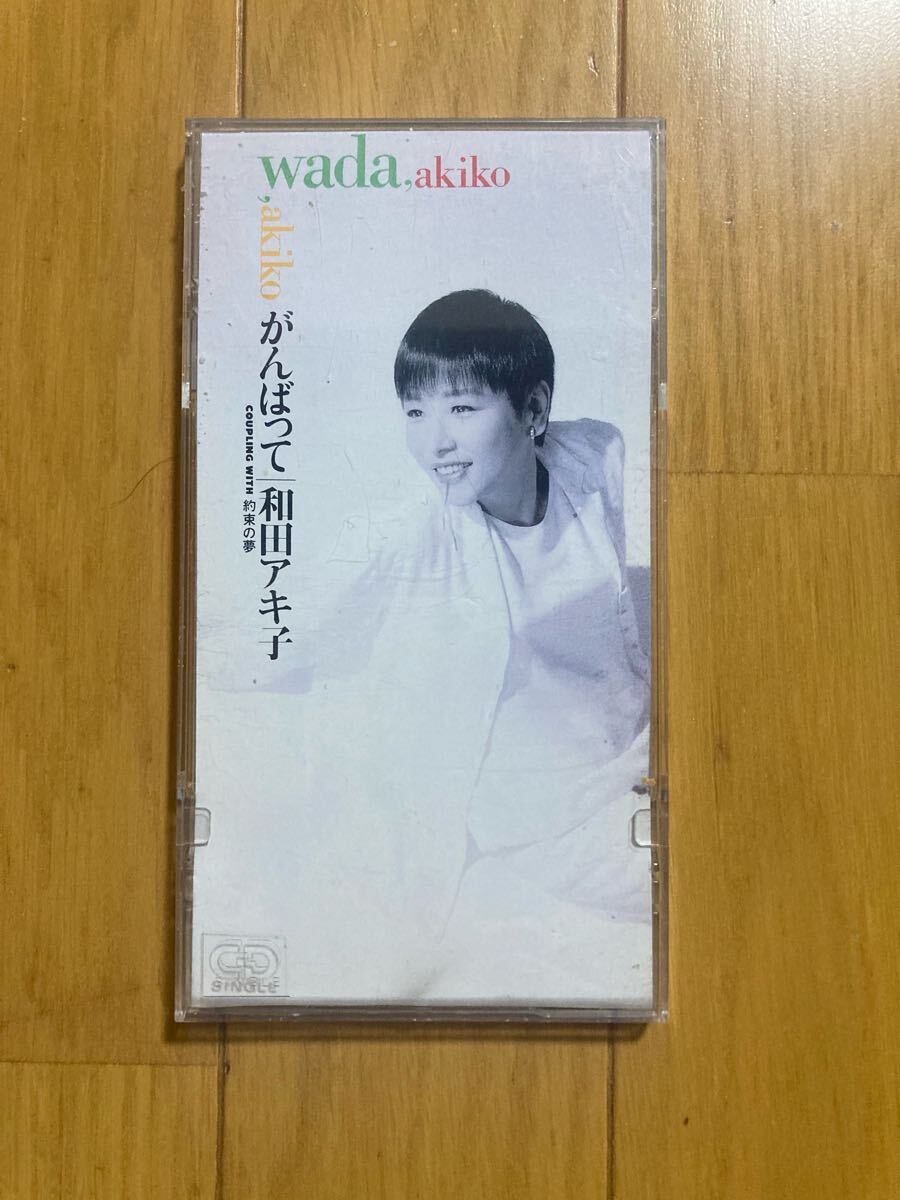 wada,akiko
,akiko
がんばって|和田アキ子
COUPLING WITH 約束の夢
CD
SINGLE